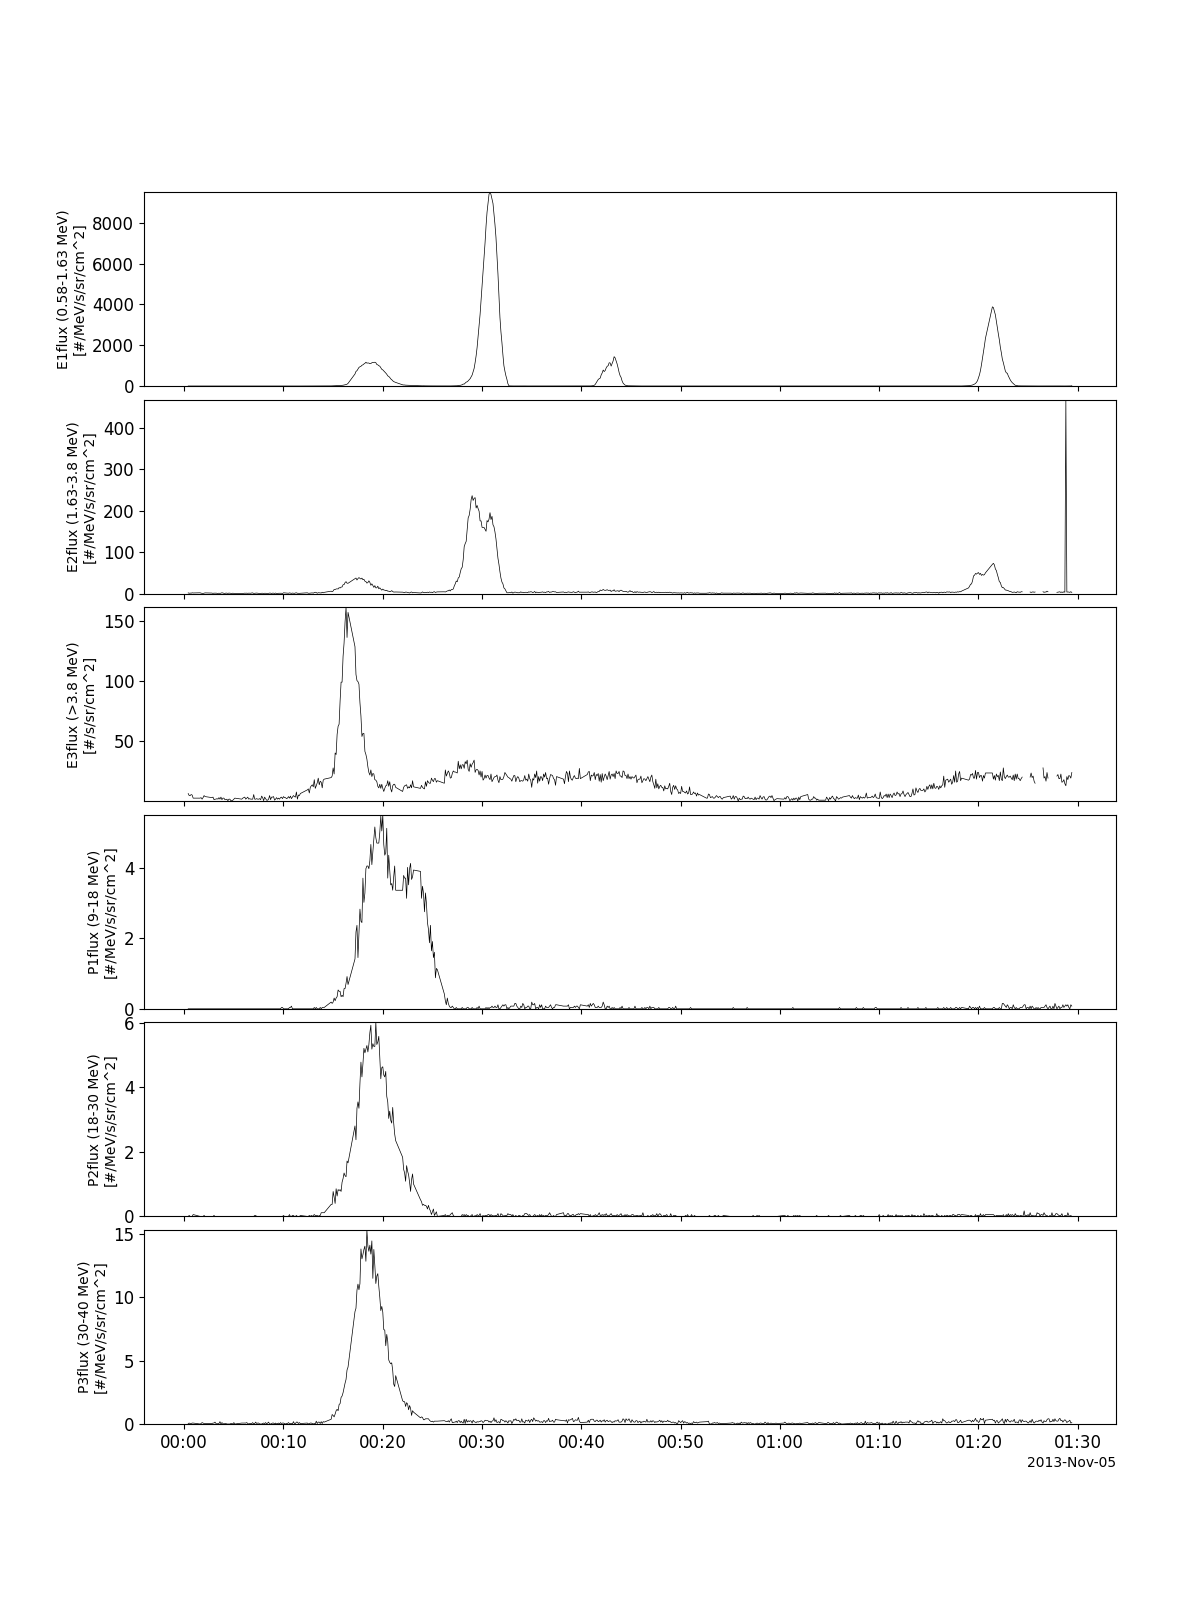 E1flux (0.58-1.63 MeV)
[#/MeV/s/sr/cm^2]
8000
6000
4000
2000
0
E2flux (1.63-3.8 MeV)
[#/MeV/s/sr/cm^2]
400
300
200
100
0
E3flux (>3.8 MeV)
[#/s/sr/cm^2]
150
100
50
P1flux (9-18 MeV)
[#/MeV/s/sr/cm^2]
4
2
0
P2flux (18-30 MeV)
[#/MeV/s/sr/cm^2]
6
4
2
0
P3flux (30-40 MeV)
[#/MeV/s/sr/cm^2]
15
10
5
0
00:00 00:10 00:20 00:30 00:40 00:50 01:00 01:10 01:20 01:30
2013-Nov-05